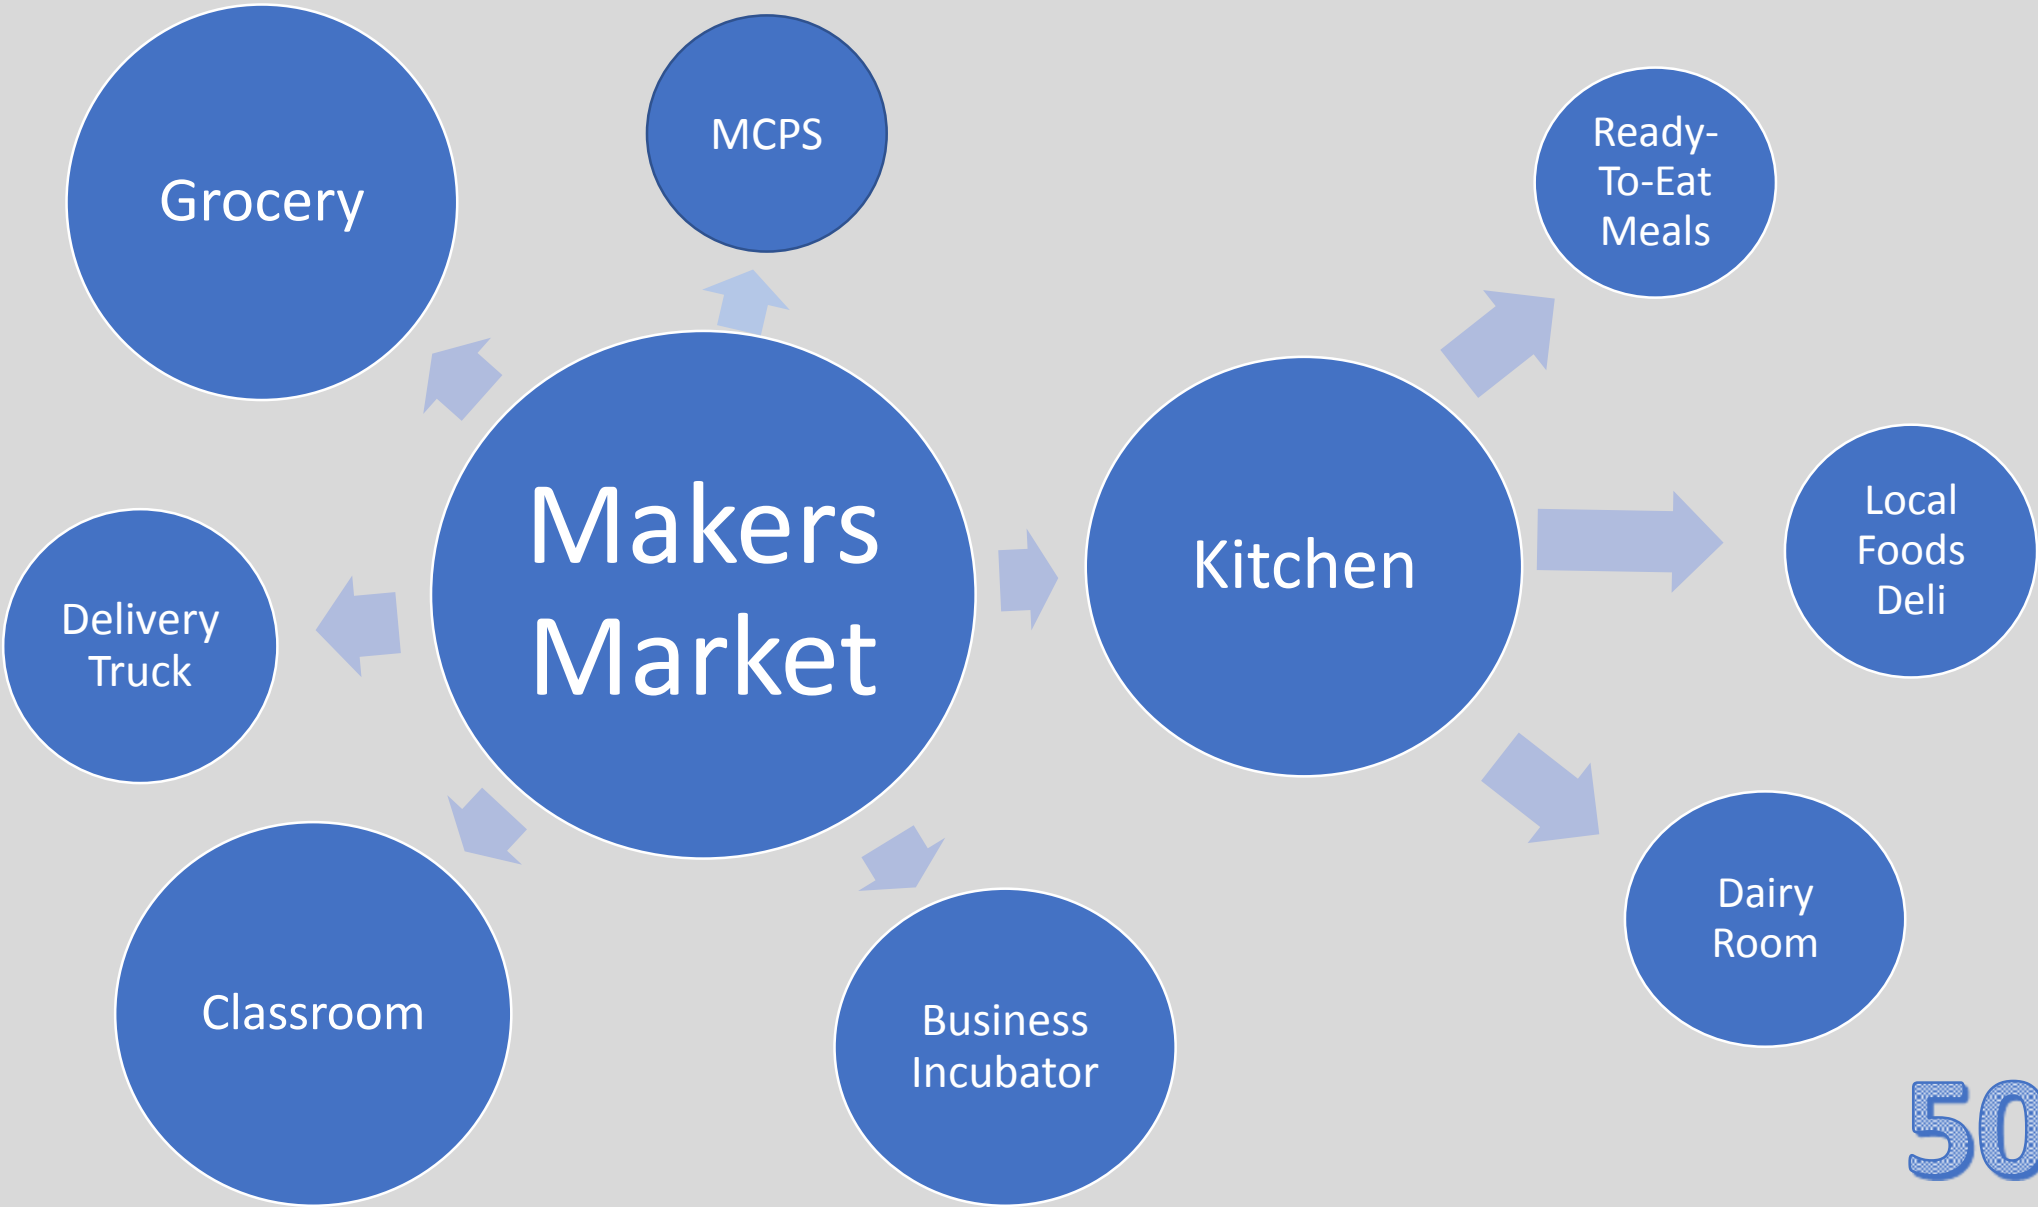 Grocery
MCPS
Ready-
To-Eat
Meals
Makers
Market
Kitchen
Local
Foods
Deli
Delivery
Truck
Classroom
Business
Incubator
Dairy
Room
50